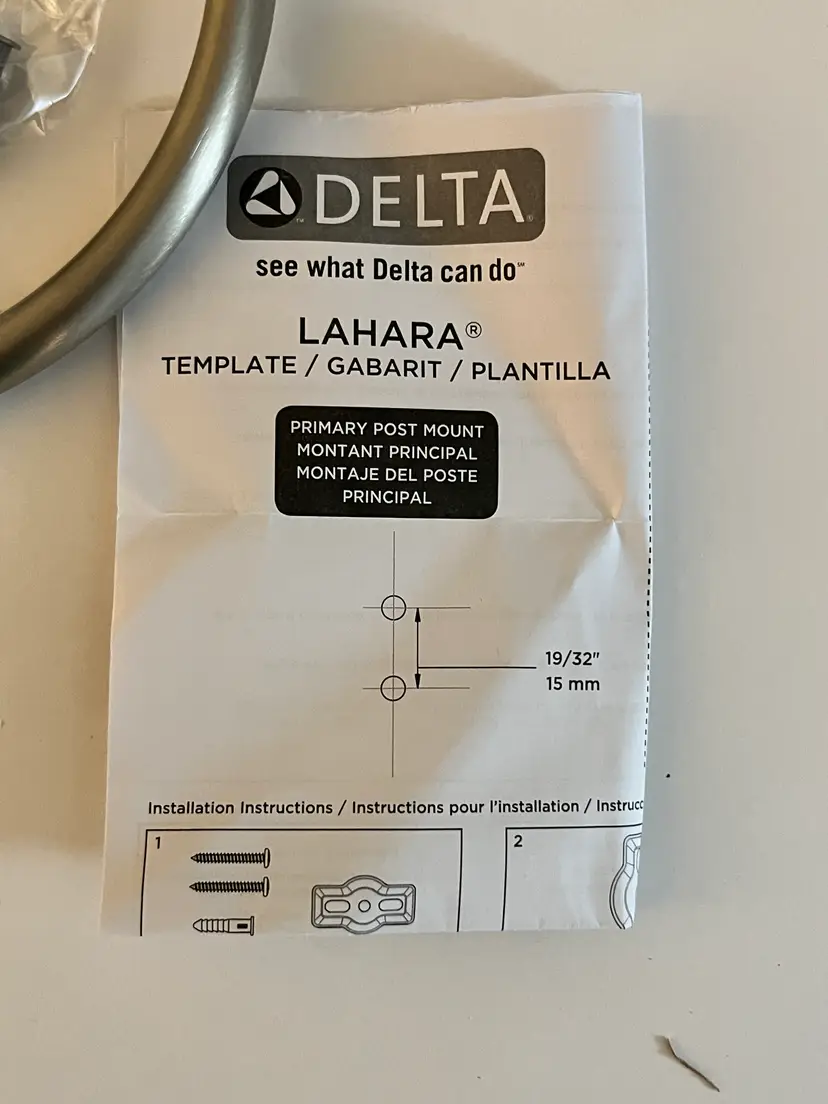 DELTA®
see what Delta can do℠
LAHARA®
TEMPLATE / GABARIT / PLANTILLA
PRIMARY POST MOUNT
MONTANT PRINCIPAL
MONTAJE DEL POSTE
PRINCIPAL
19/32"
15 mm
Installation Instructions / Instructions pour l'installation / Instrucc
1
2